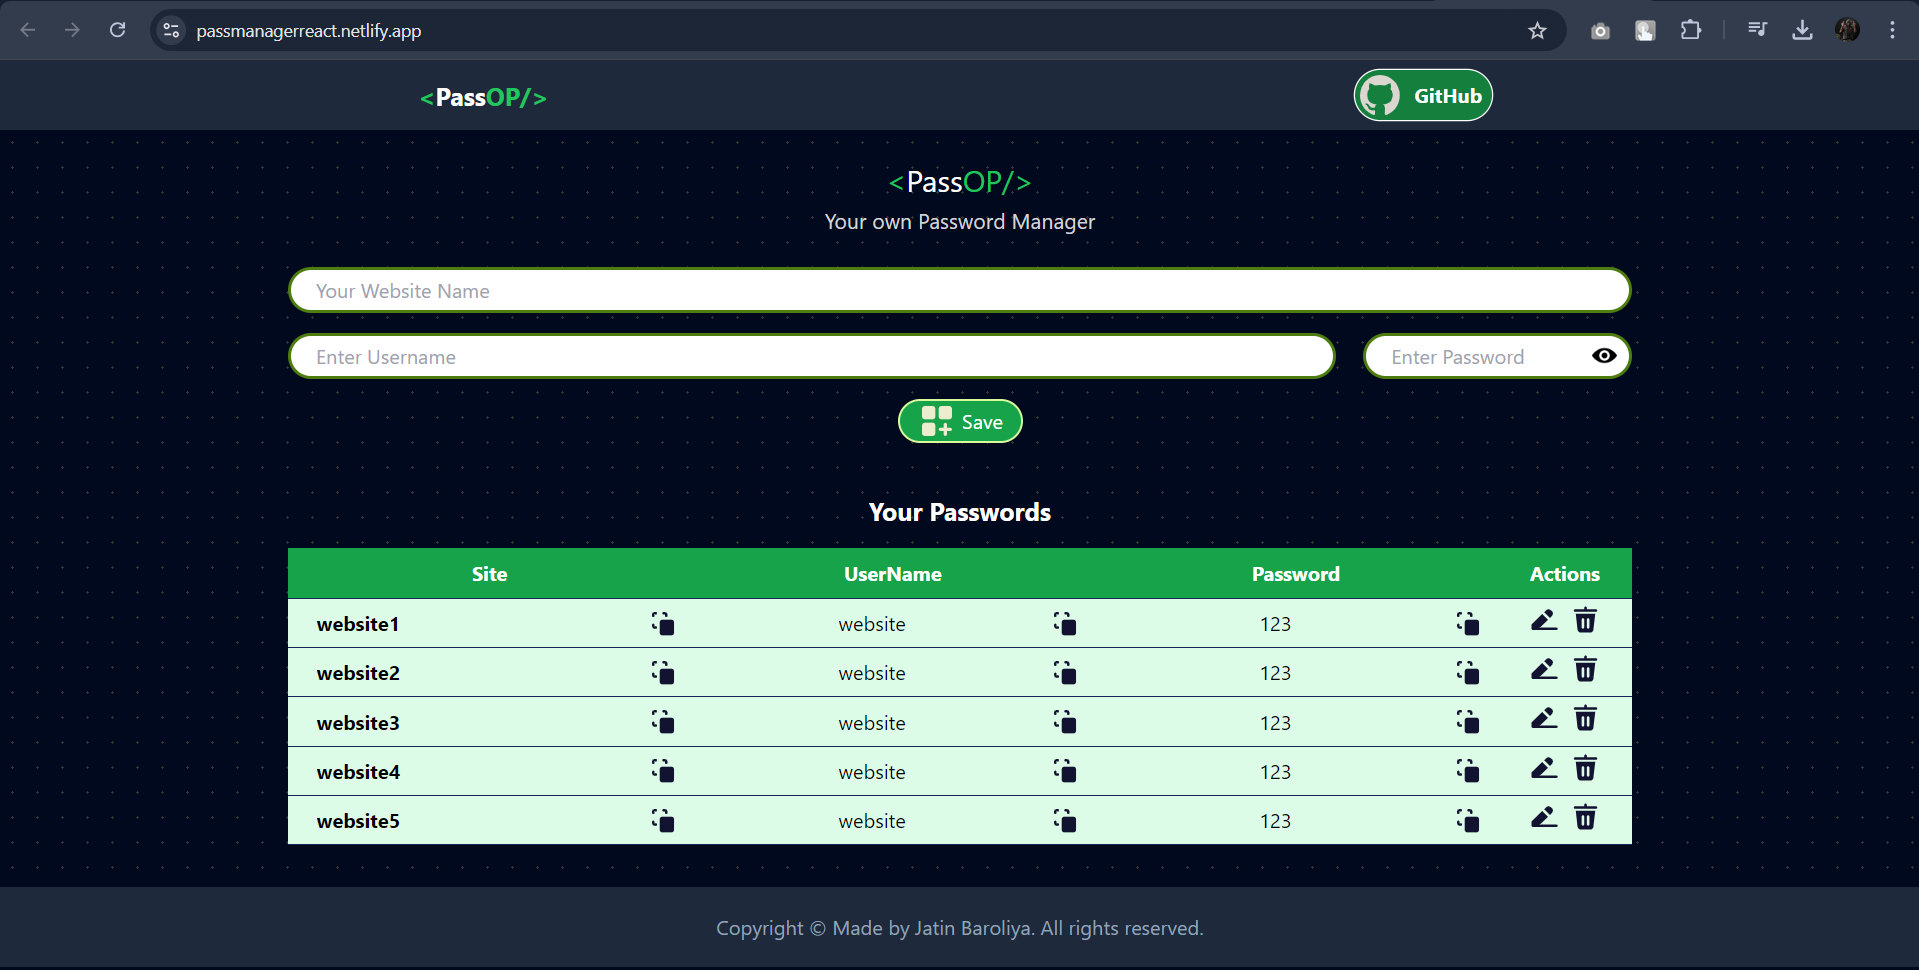 passmanagerreact.netlify.app
<PassOP/>
GitHub
<PassOP/>
Your own Password Manager
Your Website Name
Enter Username
Enter Password
Save
Your Passwords
Site UserName Password Actions
website1 website 123
website2 website 123
website3 website 123
website4 website 123
website5 website 123
Copyright © Made by Jatin Baroliya. All rights reserved.